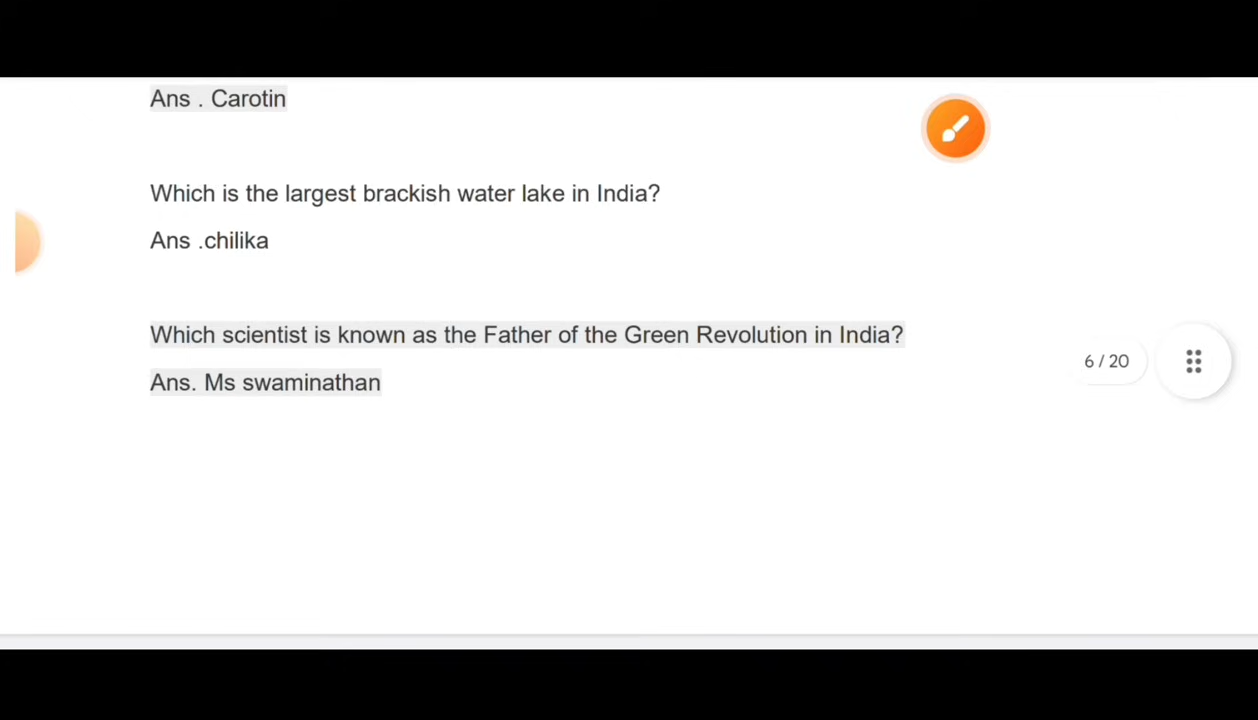 Ans . Carotin
Which is the largest brackish water lake in India?
Ans .chilika
Which scientist is known as the Father of the Green Revolution in India?
6 / 20
Ans. Ms swaminathan